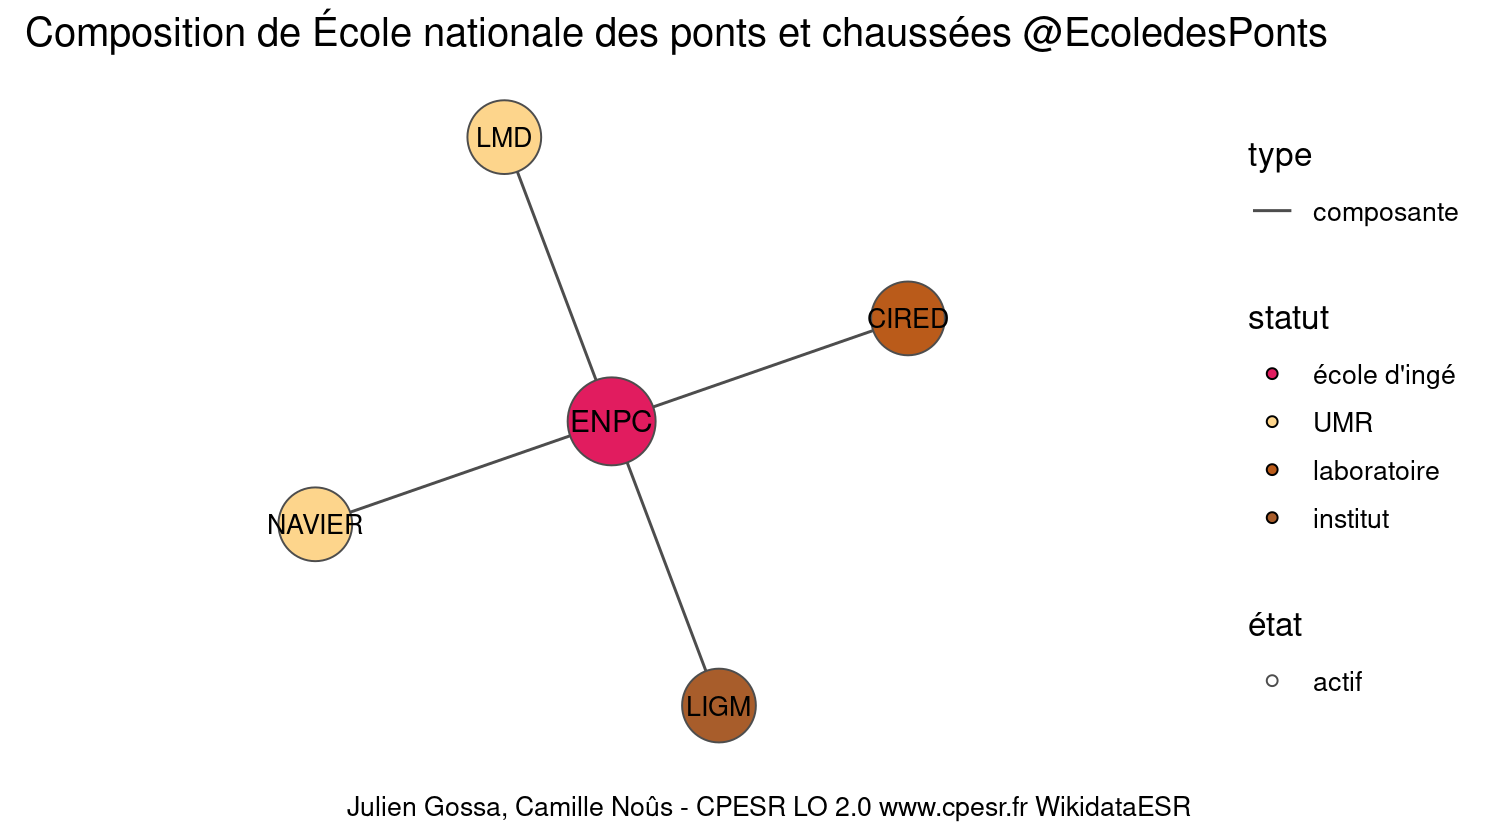 Composition de École nationale des ponts et chaussées @EcoledesPonts
LMD
CIRED
ENPC
NAVIER
LIGM
type
composante
statut
école d'ingé
UMR
laboratoire
institut
état
actif
Julien Gossa, Camille Noûs - CPESR LO 2.0 www.cpesr.fr WikidataESR